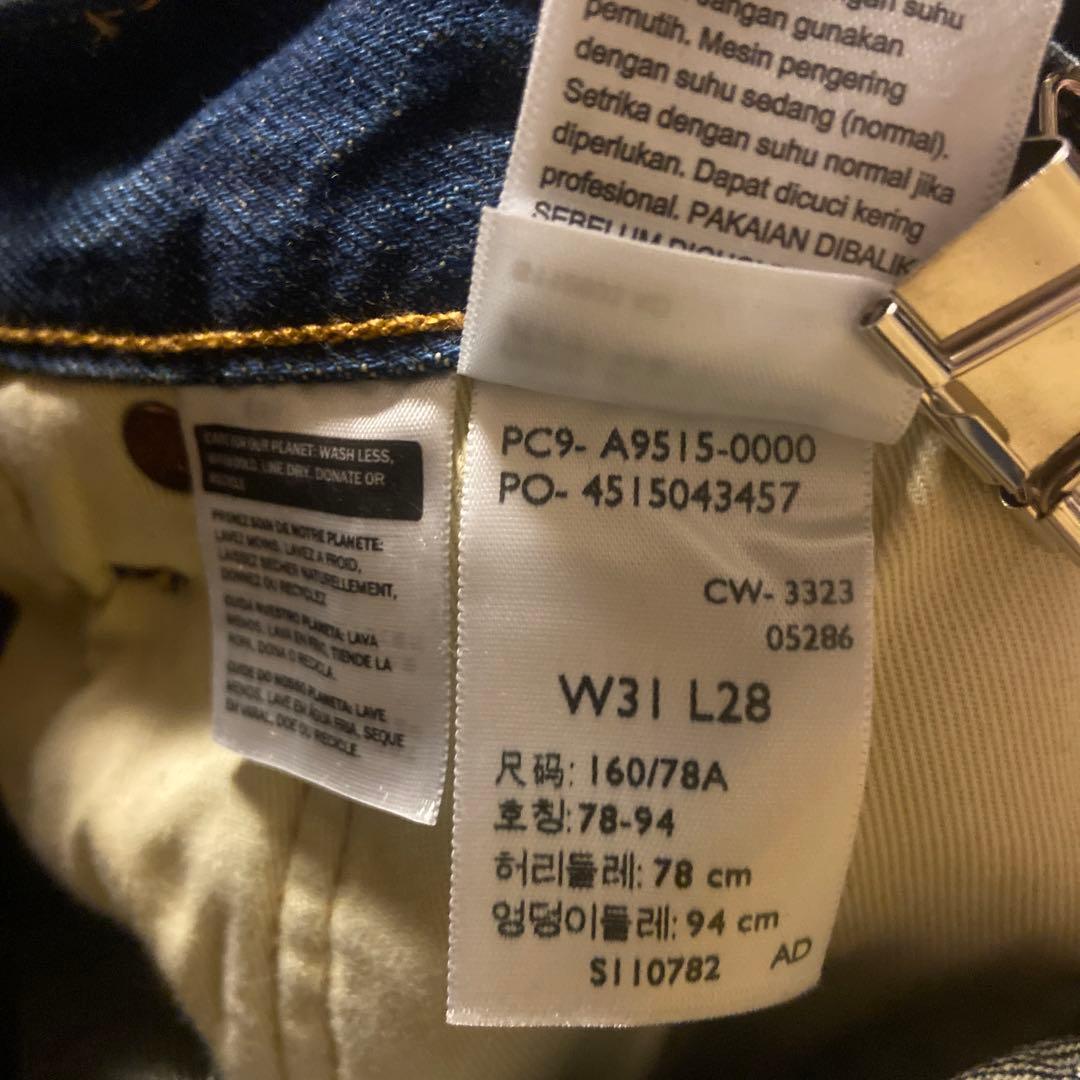 suhu
jangan gunakan
pemutih. Mesin pengering
dengan suhu sedang (normal).
Setrika dengan suhu normal jika
diperlukan. Dapat dicuci kering
profesional. PAKAIAN DIBALIK
SEBELUM
CARE FOR OUR PLANET: WASH LESS,
LINE DRY, DONATE OR
PRENEZ SOIN DE NOTRE PLANETE:
LAVEZ MOINS, LAVEZ A FROID,
LAISSEZ SECHER NATURELLEMENT,
DONNEZ OU RECYCLEZ
CUIDA NUESTRO PLANETA: LAVA
MENOS, LAVA EN FRIO, TIENDE LA
ROPA, DONA O RECICLA.
CUIDE DO NOSSO PLANETA: LAVE
MENOS, LAVE EM ÁGUA FRIA, SEQUE
EM VARAL, DOE OU RECICLE.
PC9- A9515-0000
PO- 4515043457
CW- 3323
05286
W31 L28
尺码: 160/78A
호칭: 78-94
허리둘레: 78 cm
엉덩이둘레: 94 cm
S110782 AD